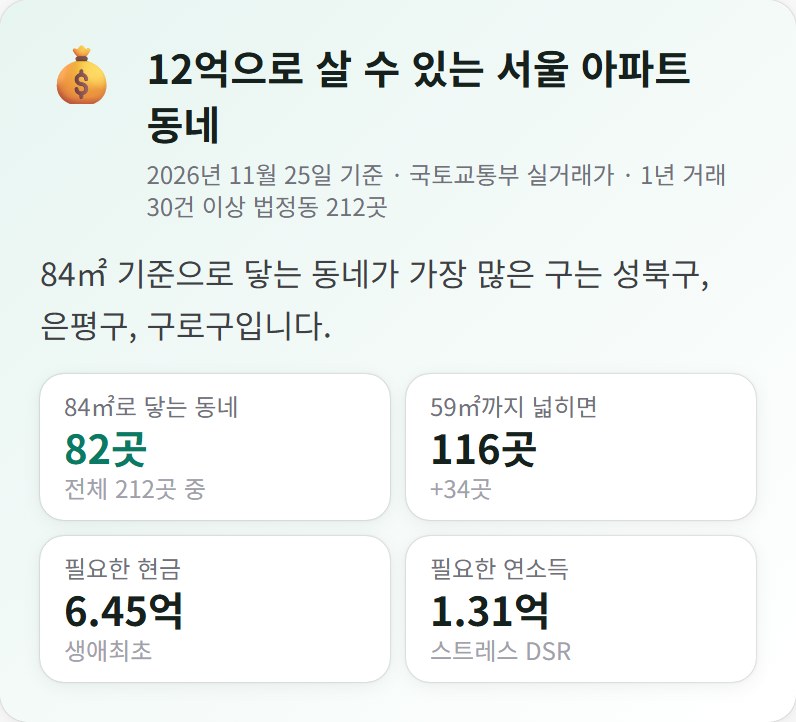 12억으로 살 수 있는 서울 아파트
동네
2026년 11월 25일 기준 · 국토교통부 실거래가 · 1년 거래
30건 이상 법정동 212곳
84㎡ 기준으로 닿는 동네가 가장 많은 구는 성북구,
은평구, 구로구입니다.
84㎡로 닿는 동네
82곳
전체 212곳 중
59㎡까지 넓히면
116곳
+34곳
필요한 현금
6.45억
생애최초
필요한 연소득
1.31억
스트레스 DSR